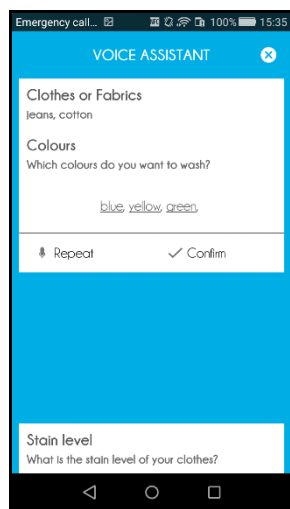 Emergency call... 100% 15:35
VOICE ASSISTANT
Clothes or Fabrics
jeans, cotton
Colours
Which colours do you want to wash?
blue, yellow, green,
Repeat Confirm
Stain level
What is the stain level of your clothes?